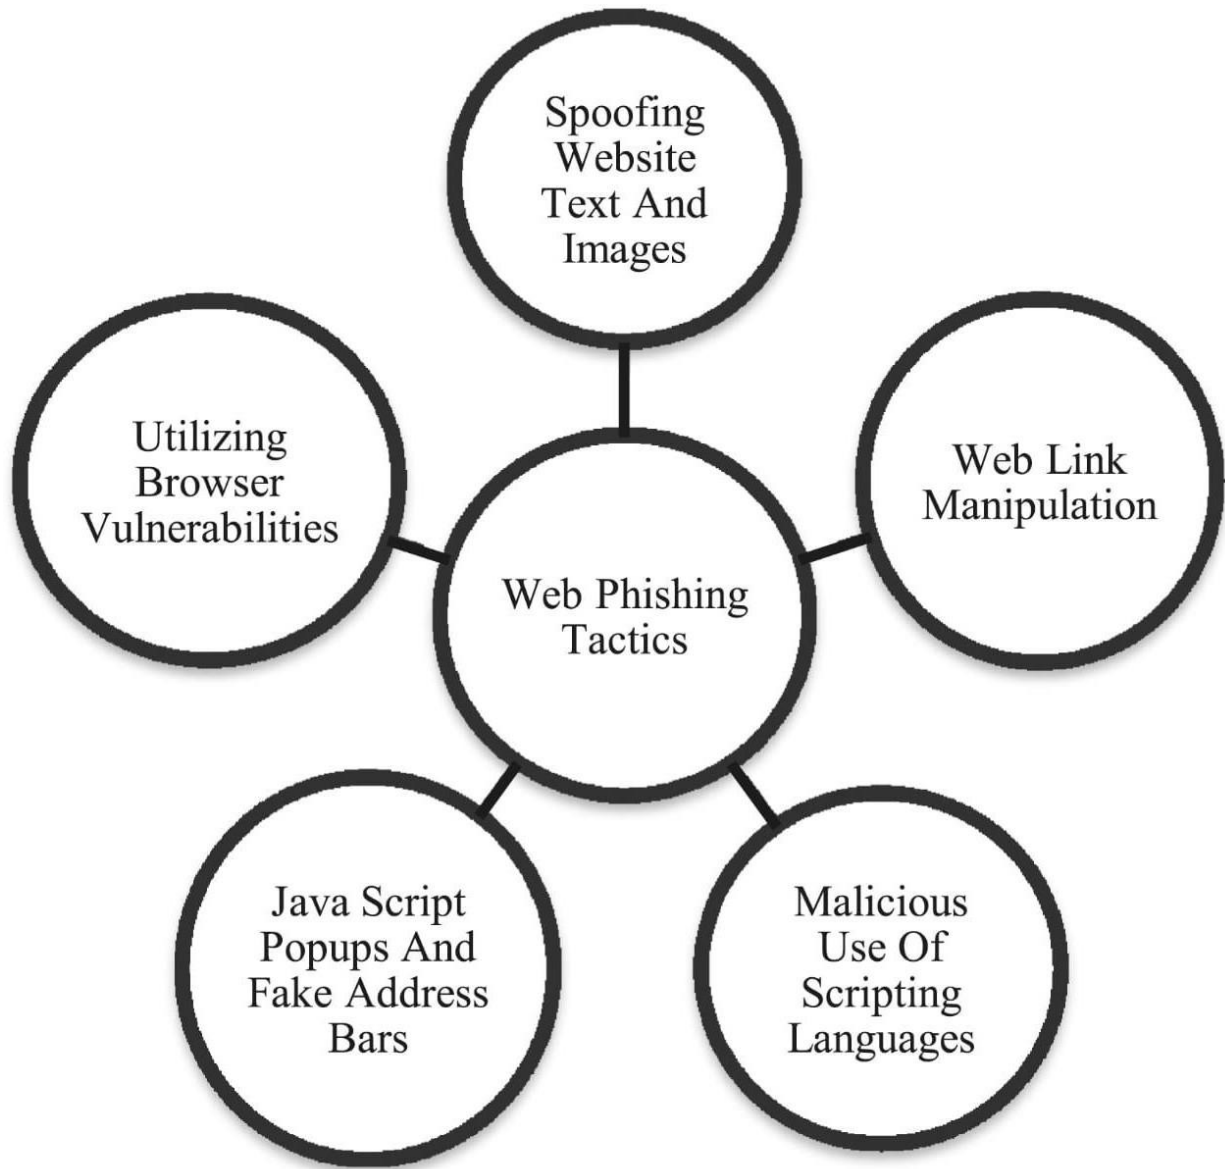 Spoofing
Website
Text And
Images
Utilizing
Browser
Vulnerabilities
Web Link
Manipulation
Web Phishing
Tactics
Java Script
Popups And
Fake Address
Bars
Malicious
Use Of
Scripting
Languages